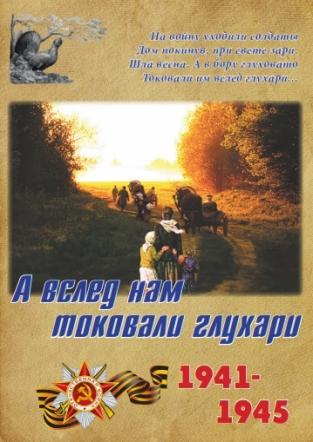 На войну уходили солдаты
Дом покинув, при свете зари.
Шла весна. А в бору глуховато
Токовали им вслед глухари...
А вслед нам
токовали глухари
1941-
1945